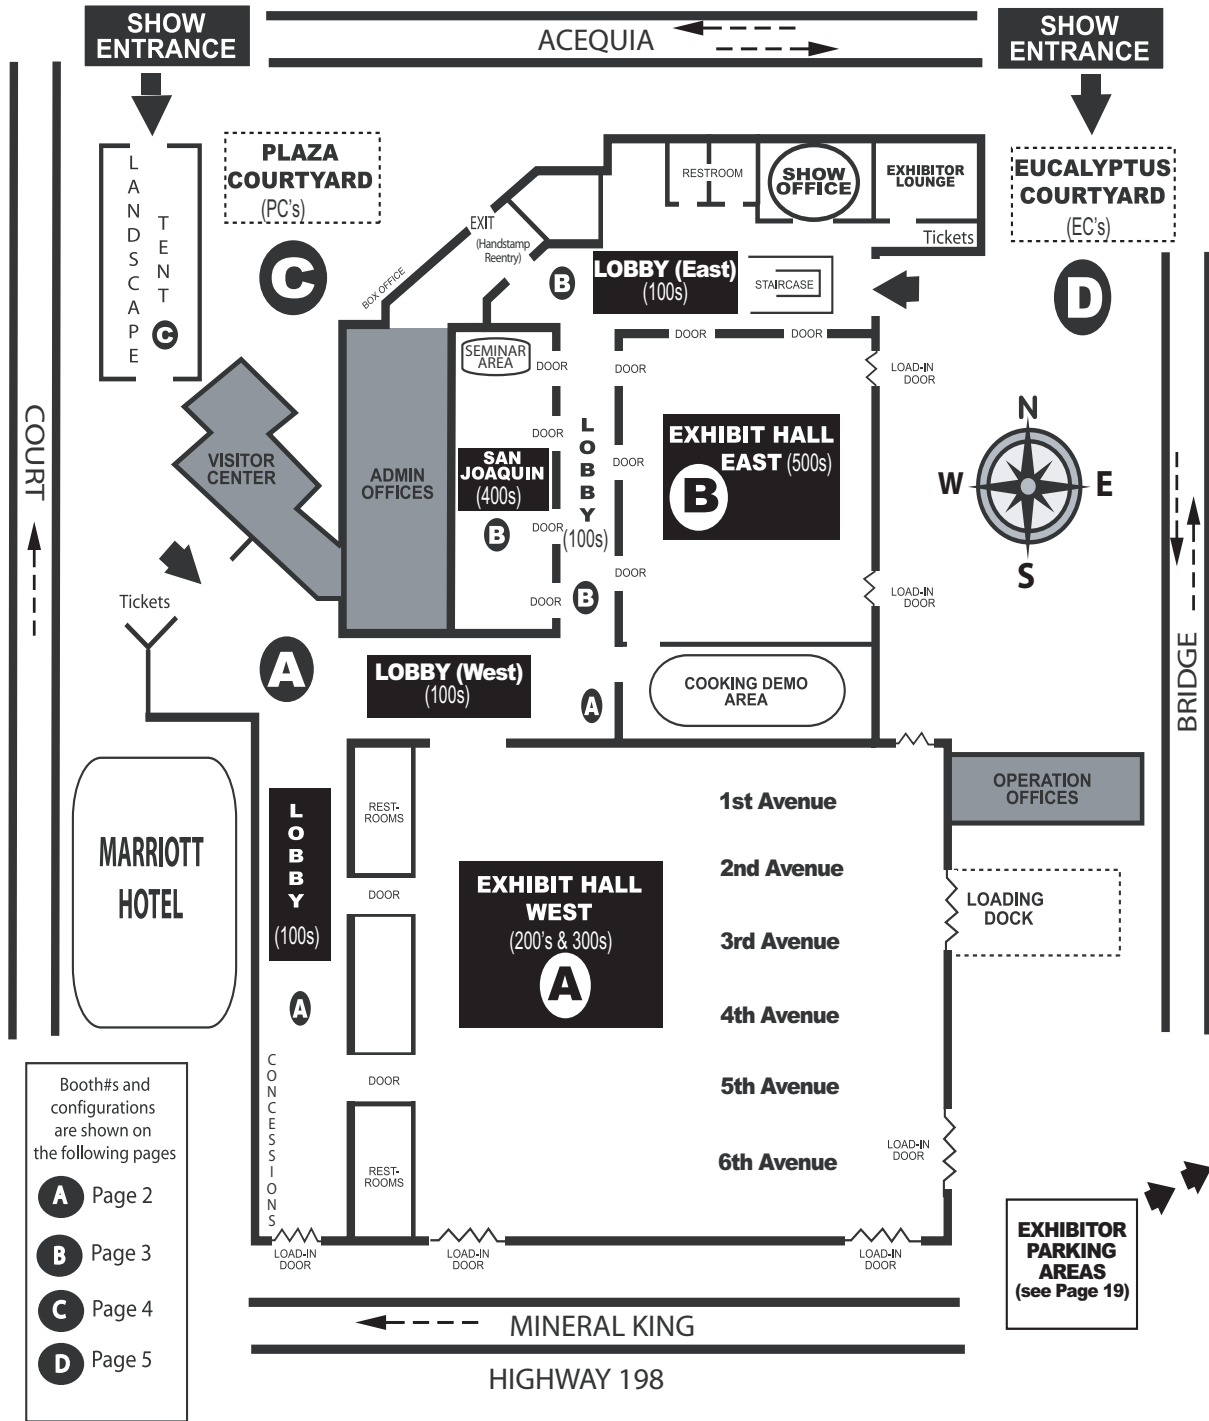 SHOW
ENTRANCE
ACEQUIA
SHOW
ENTRANCE
LANDSCAPE
TENT
C
PLAZA
COURTYARD
(PC's)
C
EXIT
(Handstamp
Reentry)
BOX OFFICE
RESTROOM
SHOW
OFFICE
EXHIBITOR
LOUNGE
Tickets
EUCALYPTUS
COURTYARD
(EC's)
D
B
LOBBY (East)
(100s)
STAIRCASE
DOOR
DOOR
SEMINAR
AREA
DOOR
DOOR
LOAD-IN
DOOR
COURT
VISITOR
CENTER
ADMIN
OFFICES
SAN
JOAQUIN
(400s)
B
DOOR
DOOR
DOOR
LOBBY
(100s)
B
DOOR
DOOR
EXHIBIT HALL
EAST (500s)
B
LOAD-IN
DOOR
N
W
E
S
BRIDGE
Tickets
A
LOBBY (West)
(100s)
A
COOKING DEMO
AREA
MARRIOTT
HOTEL
LOBBY
(100s)
A
CONCESSIONS
REST-
ROOMS
DOOR
DOOR
REST-
ROOMS
EXHIBIT HALL
WEST
(200's & 300s)
A
1st Avenue
2nd Avenue
3rd Avenue
4th Avenue
5th Avenue
6th Avenue
OPERATION
OFFICES
LOADING
DOCK
LOAD-IN
DOOR
LOAD-IN
DOOR
LOAD-IN
DOOR
LOAD-IN
DOOR
Booth#s and
configurations
are shown on
the following pages
A Page 2
B Page 3
C Page 4
D Page 5
EXHIBITOR
PARKING
AREAS
(see Page 19)
MINERAL KING
HIGHWAY 198